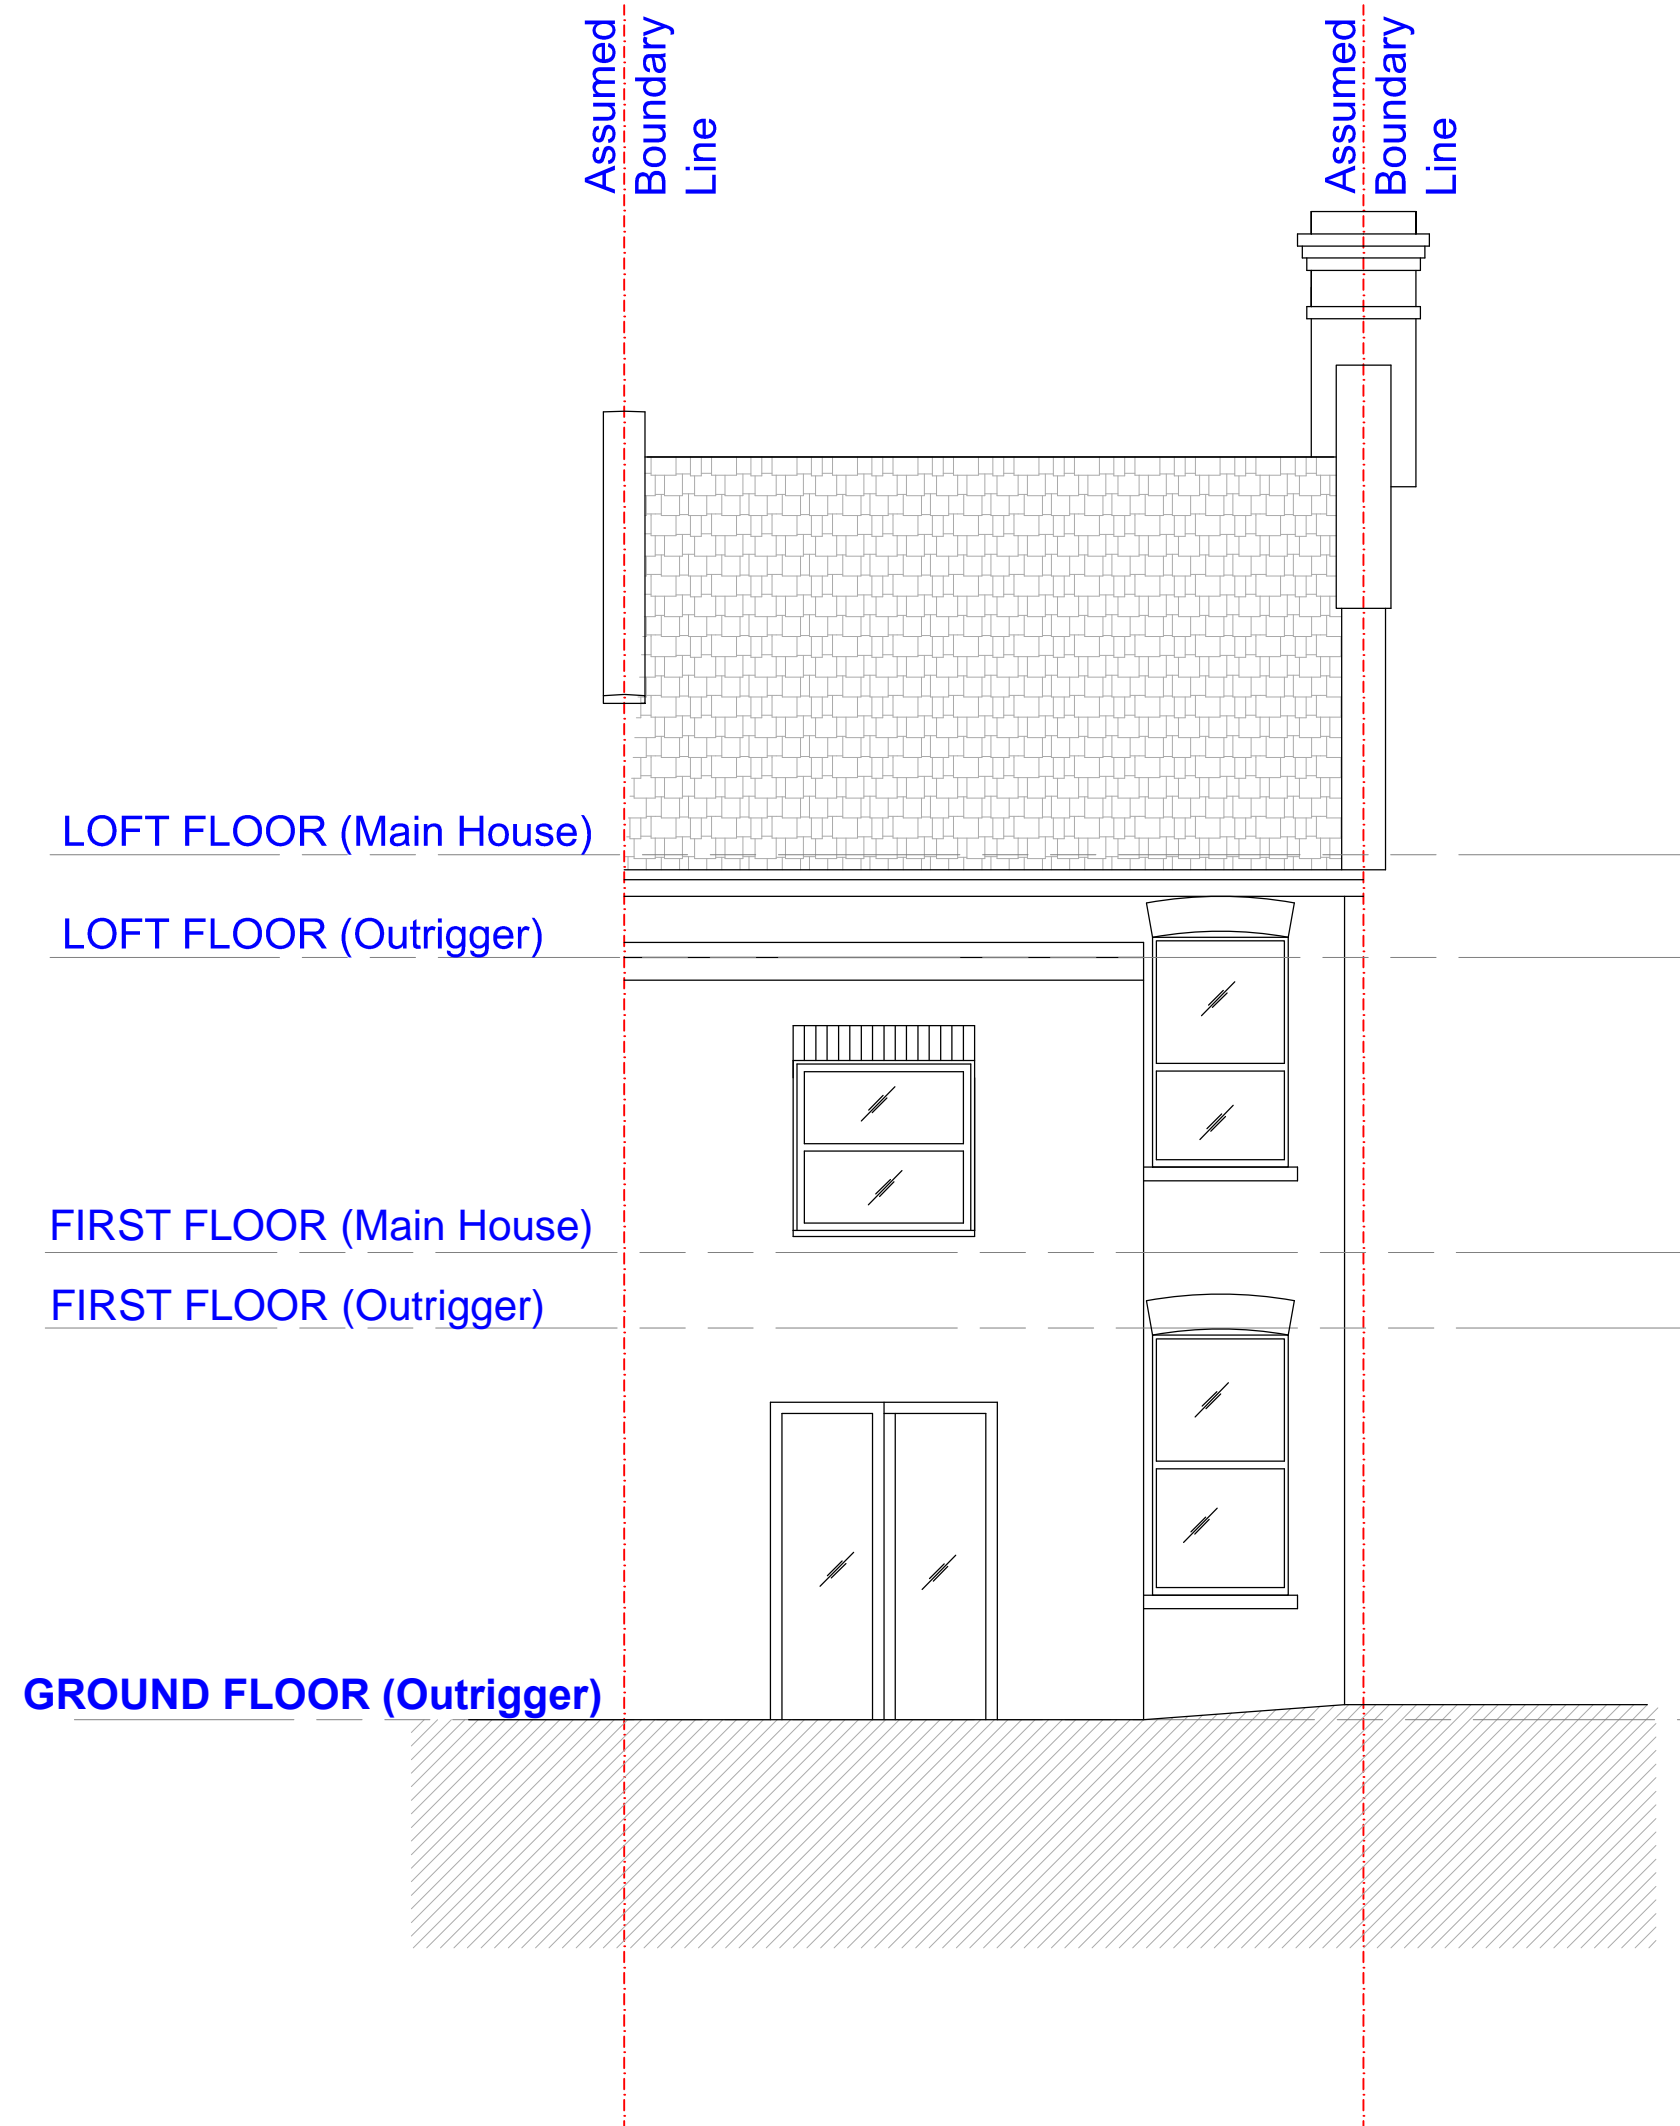 Assumed
Boundary
Line
Assumed
Boundary
Line
LOFT FLOOR (Main House)
LOFT FLOOR (Outrigger)
FIRST FLOOR (Main House)
FIRST FLOOR (Outrigger)
GROUND FLOOR (Outrigger)